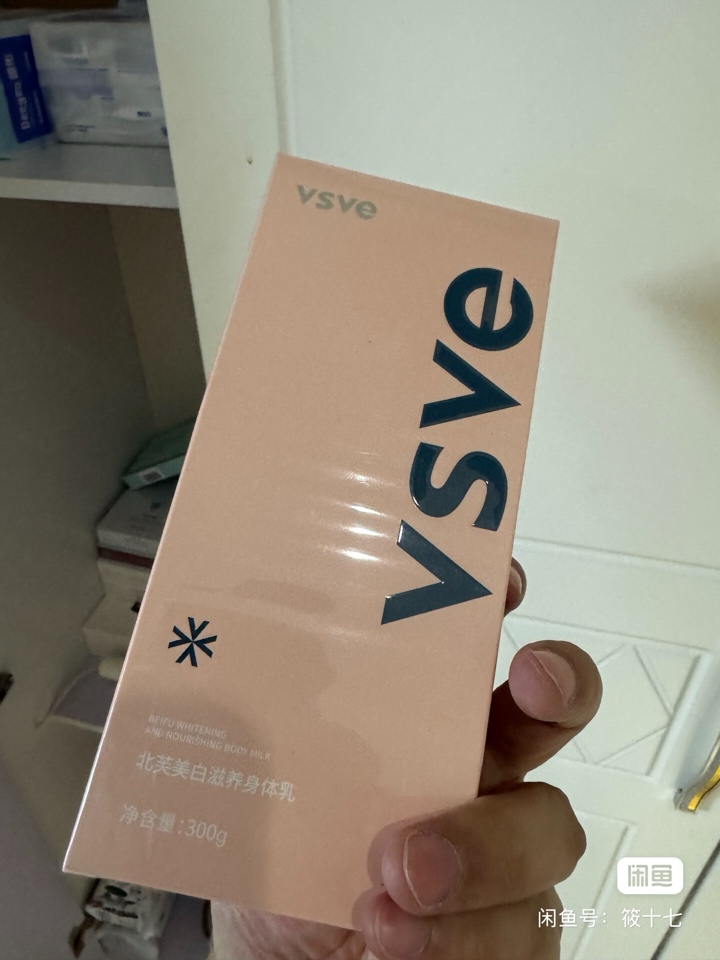 vsve
vsve
BEIFU WHITENING
AND NOURISHING BODY MILK
北芙美白滋养身体乳
净含量:300g
闲鱼
闲鱼号：筱十七